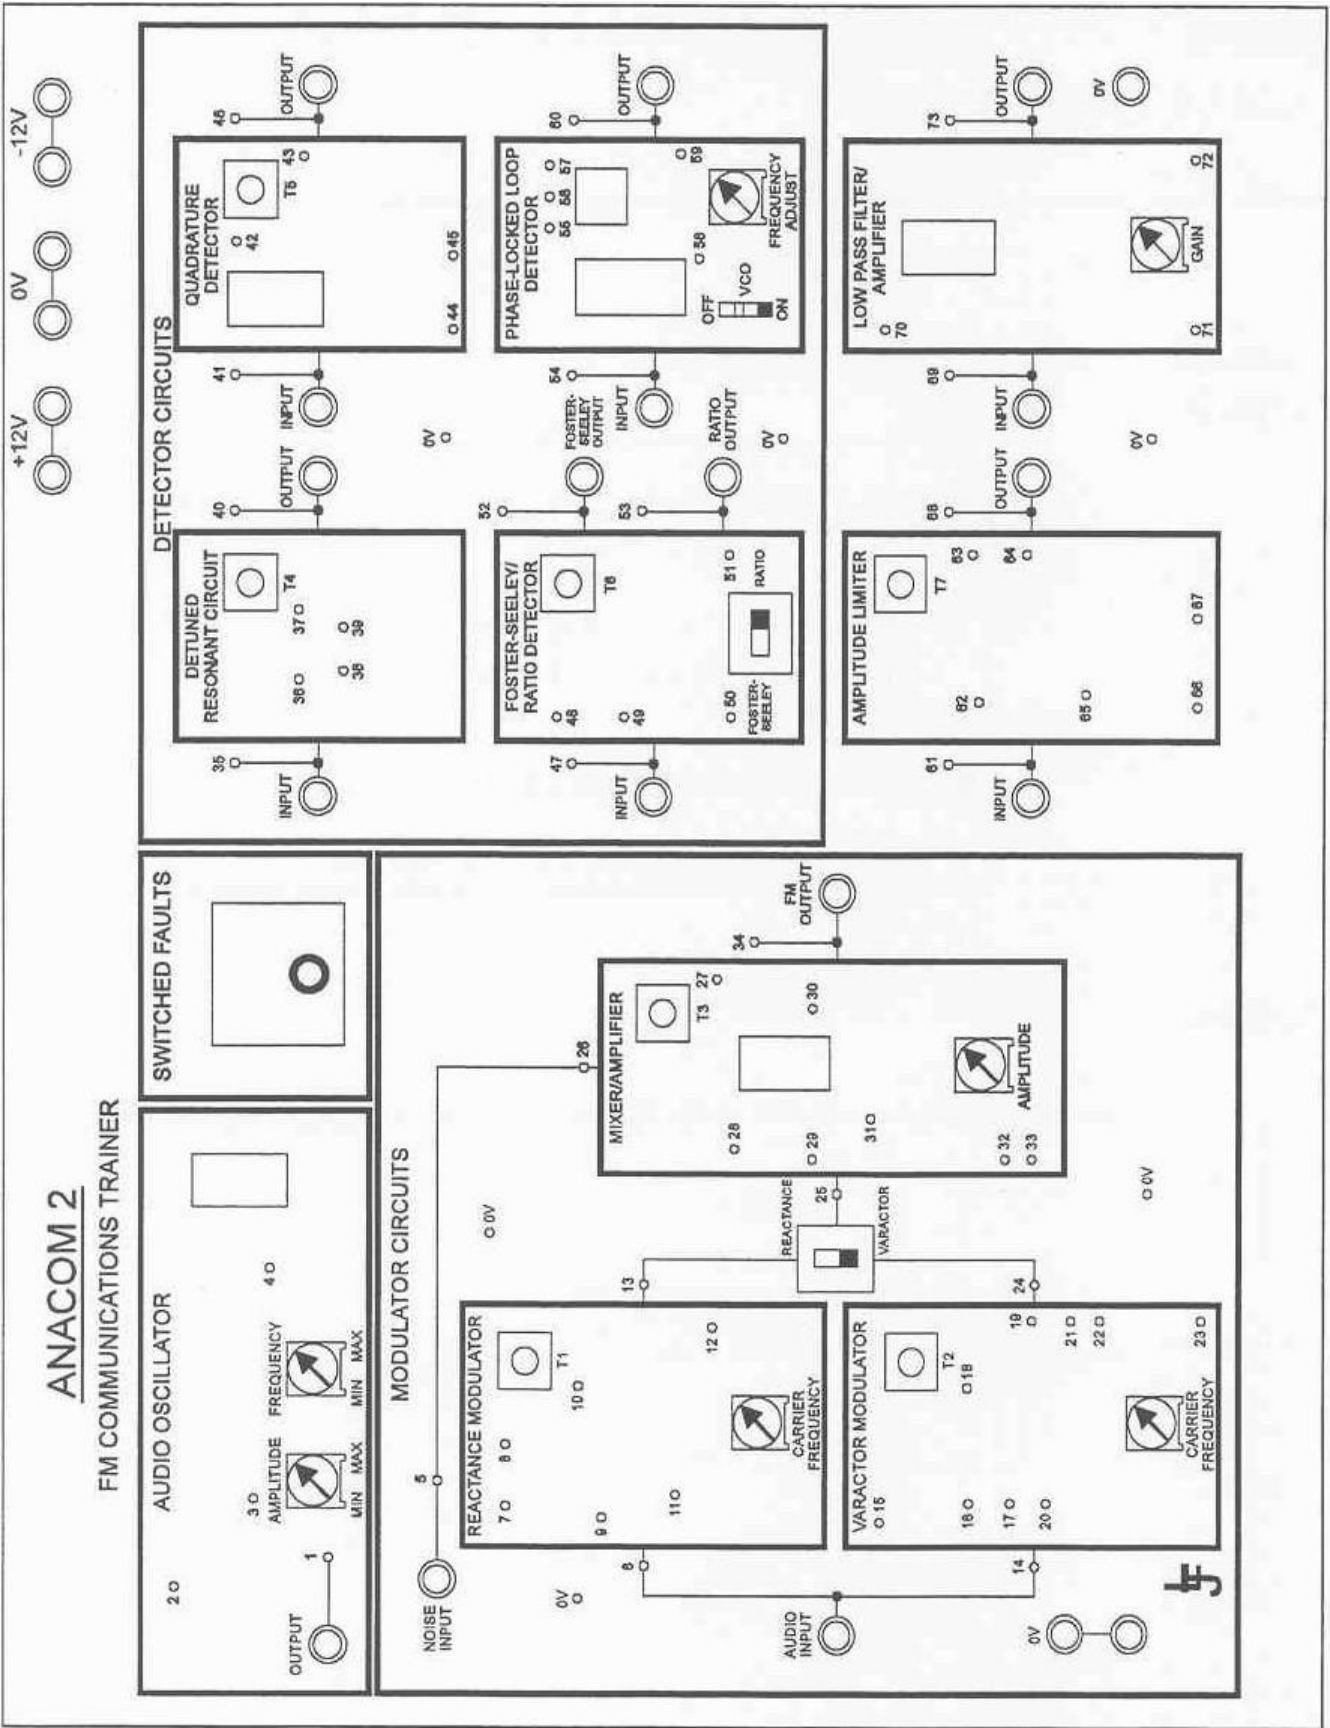 ANACOM 2
FM COMMUNICATIONS TRAINER
+12V
0V
-12V
AUDIO OSCILLATOR
2
3
4
AMPLITUDE
FREQUENCY
MIN
MAX
MIN
MAX
OUTPUT
1
SWITCHED FAULTS
MODULATOR CIRCUITS
NOISE
INPUT
5
26
0V
0V
REACTANCE MODULATOR
7
8
T1
9
10
11
12
CARRIER
FREQUENCY
6
13
AUDIO
INPUT
14
0V
VARACTOR MODULATOR
15
T2
16
18
17
19
20
21
22
23
CARRIER
FREQUENCY
24
REACTANCE
25
VARACTOR
0V
MIXER/AMPLIFIER
T3
27
28
29
30
31
32
33
AMPLITUDE
34
FM
OUTPUT
DETECTOR CIRCUITS
DETUNED
RESONANT CIRCUIT
T4
36
37
38
39
35
INPUT
40
OUTPUT
QUADRATURE
DETECTOR
42
T5
43
44
45
41
INPUT
46
OUTPUT
0V
FOSTER-SEELEY/
RATIO DETECTOR
48
T6
49
50
51
FOSTER-
SEELEY
RATIO
47
INPUT
52
FOSTER-
SEELEY
OUTPUT
53
RATIO
OUTPUT
0V
PHASE-LOCKED LOOP
DETECTOR
55
56
57
58
59
OFF
VCO
ON
FREQUENCY
ADJUST
54
INPUT
60
OUTPUT
AMPLITUDE LIMITER
T7
62
63
64
65
66
67
61
INPUT
68
OUTPUT
0V
LOW PASS FILTER/
AMPLIFIER
70
71
72
GAIN
69
INPUT
73
OUTPUT
0V
LJ